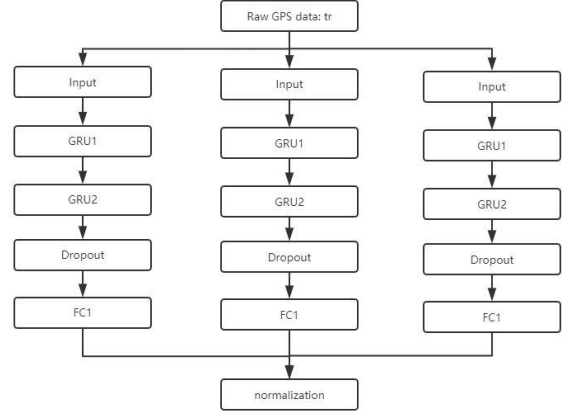 Raw GPS data: tr
Input
Input
Input
GRU1
GRU1
GRU1
GRU2
GRU2
GRU2
Dropout
Dropout
Dropout
FC1
FC1
FC1
normalization